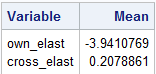 Variable Mean
own_elast -3.9410769
cross_elast 0.2078861